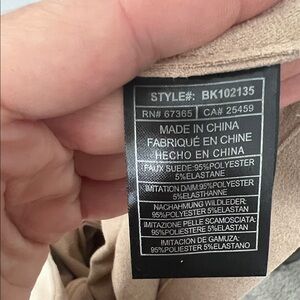 STYLE#: BK102135
RN# 67365 CA# 25459
MADE IN CHINA
FABRIQUÉ EN CHINE
HECHO EN CHINA
FAUX SUEDE:95%POLYESTER
5%ELASTANE
IMITATION DAIM:95%POLYESTER
5%ELASTHANNE
NACHAHMUNG WILDLEDER:
95%POLYESTER 5%ELASTAN
IMITAZIONE PELLE SCAMOSCIATA:
95%POLIESTERE 5%ELASTAN
IMITACION DE GAMUZA:
95%POLIESTER 5%ELASTANO